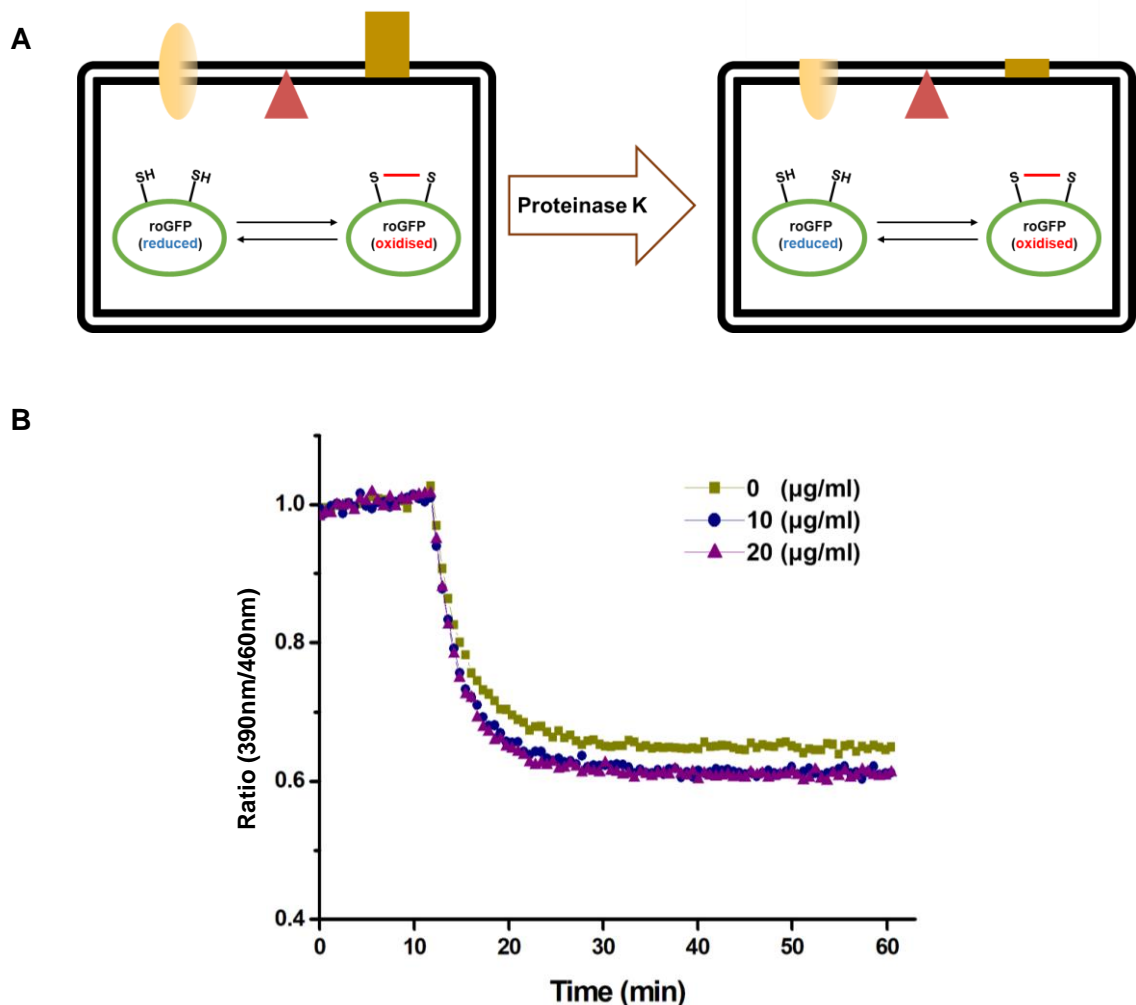 A
SH SH
roGFP
(reduced)
S S
roGFP
(oxidised)
Proteinase K
SH SH
roGFP
(reduced)
S S
roGFP
(oxidised)
B
1.0
0.8
0.6
0.4
Ratio (390nm/460nm)
0 (µg/ml)
10 (µg/ml)
20 (µg/ml)
0 10 20 30 40 50 60
Time (min)